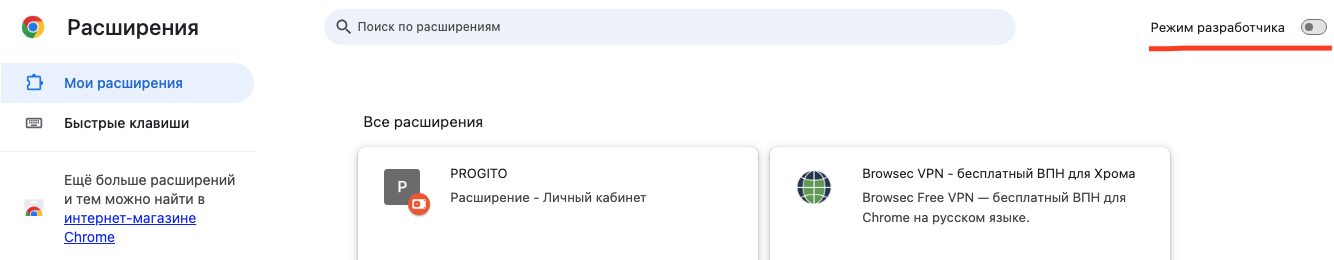 Расширения
Поиск по расширениям
Режим разработчика
Мои расширения
Быстрые клавиши
Ещё больше расширений
и тем можно найти в
интернет-магазине
Chrome
Все расширения
P
PROGITO
Расширение - Личный кабинет
Browsec VPN - бесплатный ВПН для Хрома
Browsec Free VPN — бесплатный ВПН для
Chrome на русском языке.